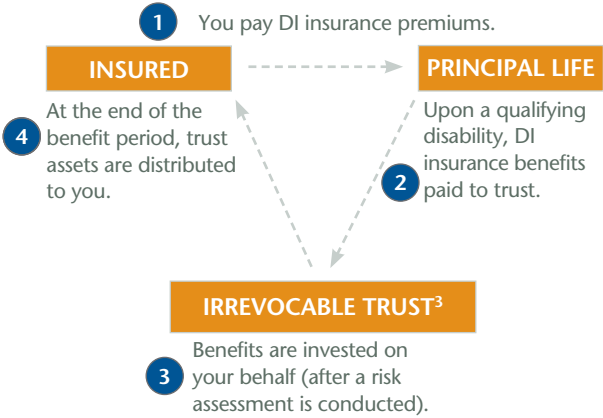 1
You pay DI insurance premiums.
INSURED
PRINCIPAL LIFE
4
At the end of the
benefit period, trust
assets are distributed
to you.
2
Upon a qualifying
disability, DI
insurance benefits
paid to trust.
IRREVOCABLE TRUST³
3
Benefits are invested on
your behalf (after a risk
assessment is conducted).